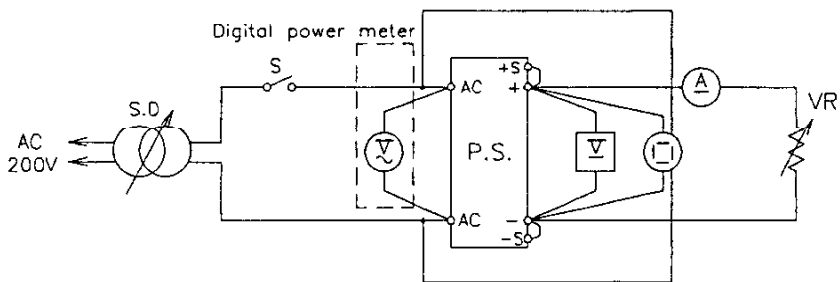 Digital power meter
S
S.D
AC
200V
V
AC
AC
P.S.
+S
+
-
-S
V
A
VR